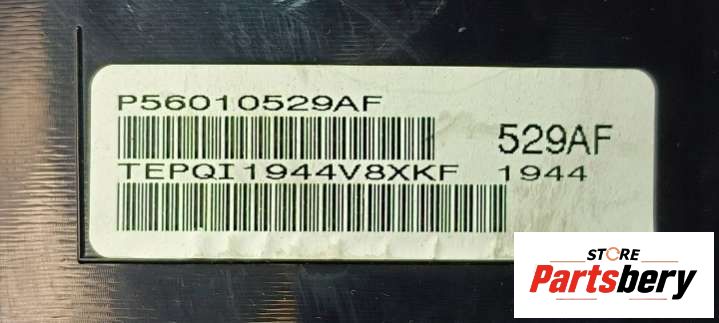 P56010529AF
529AF
TEPQI1944V8XKF 1944
STORE
Partsbery